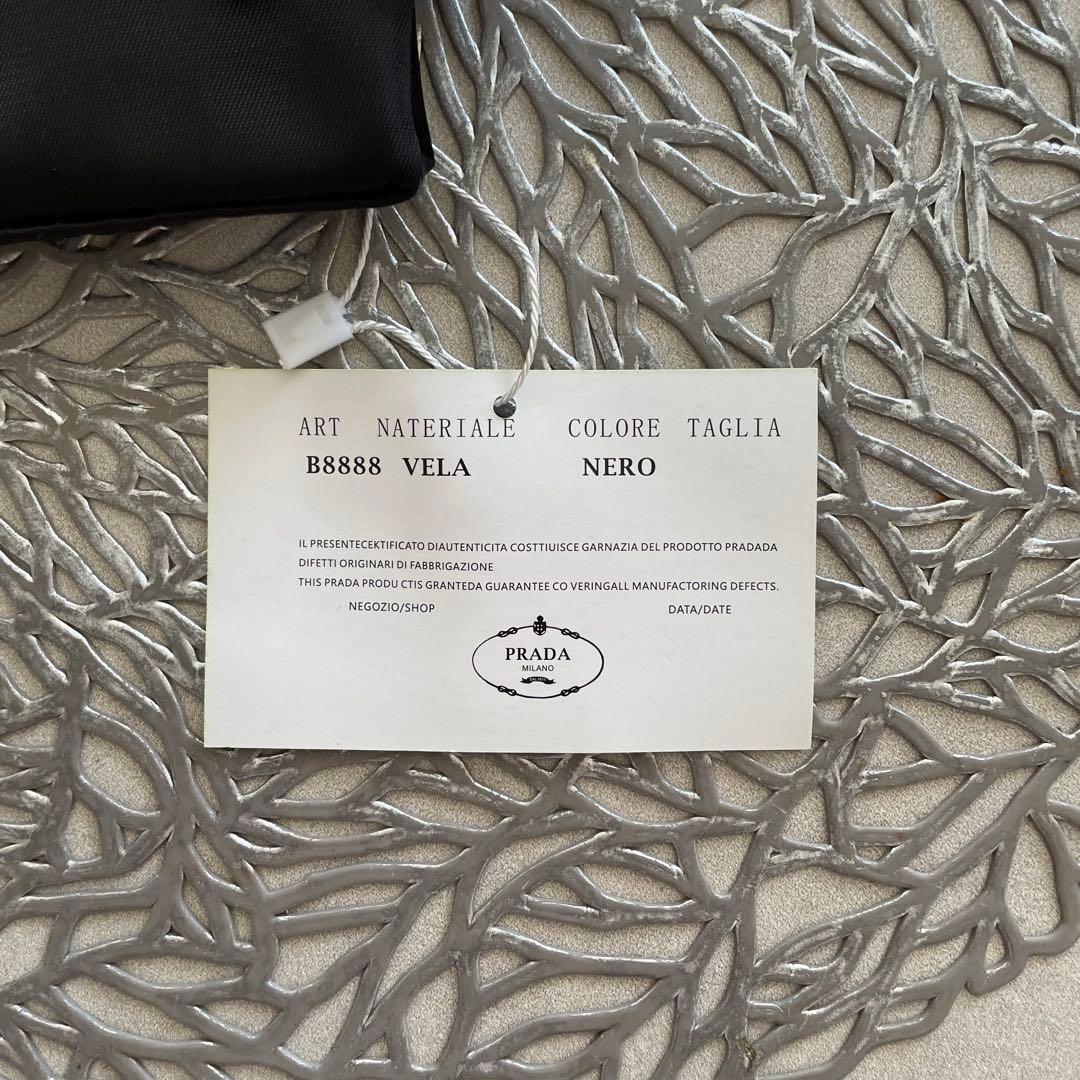 ART NATERIALE COLORE TAGLIA
B8888 VELA NERO
IL PRESENTECEKTIFICATO DIAUTENTICITA COSTTIUISCE GARNAZIA DEL PRODOTTO PRADADA
DIFETTI ORIGINARI DI FABBRIGAZIONE
THIS PRADA PRODU CTIS GRANTEDA GUARANTEE CO VERINGALL MANUFACTORING DEFECTS.
NEGOZIO/SHOP DATA/DATE
PRADA
MILANO